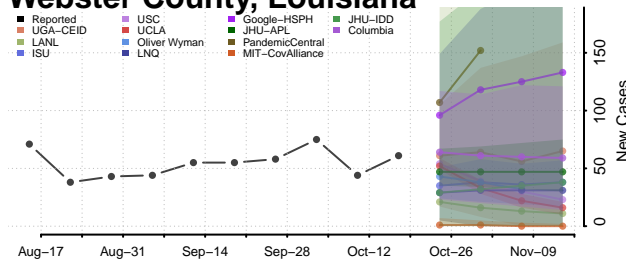 Webster County, Louisiana
Reported USC Google−HSPH JHU−IDD
UGA−CEID UCLA JHU−APL Columbia
LANL Oliver Wyman PandemicCentral
ISU LNQ MIT−CovAlliance
150
100
50
0
New Cases
Aug−17 Aug−31 Sep−14 Sep−28 Oct−12 Oct−26 Nov−09